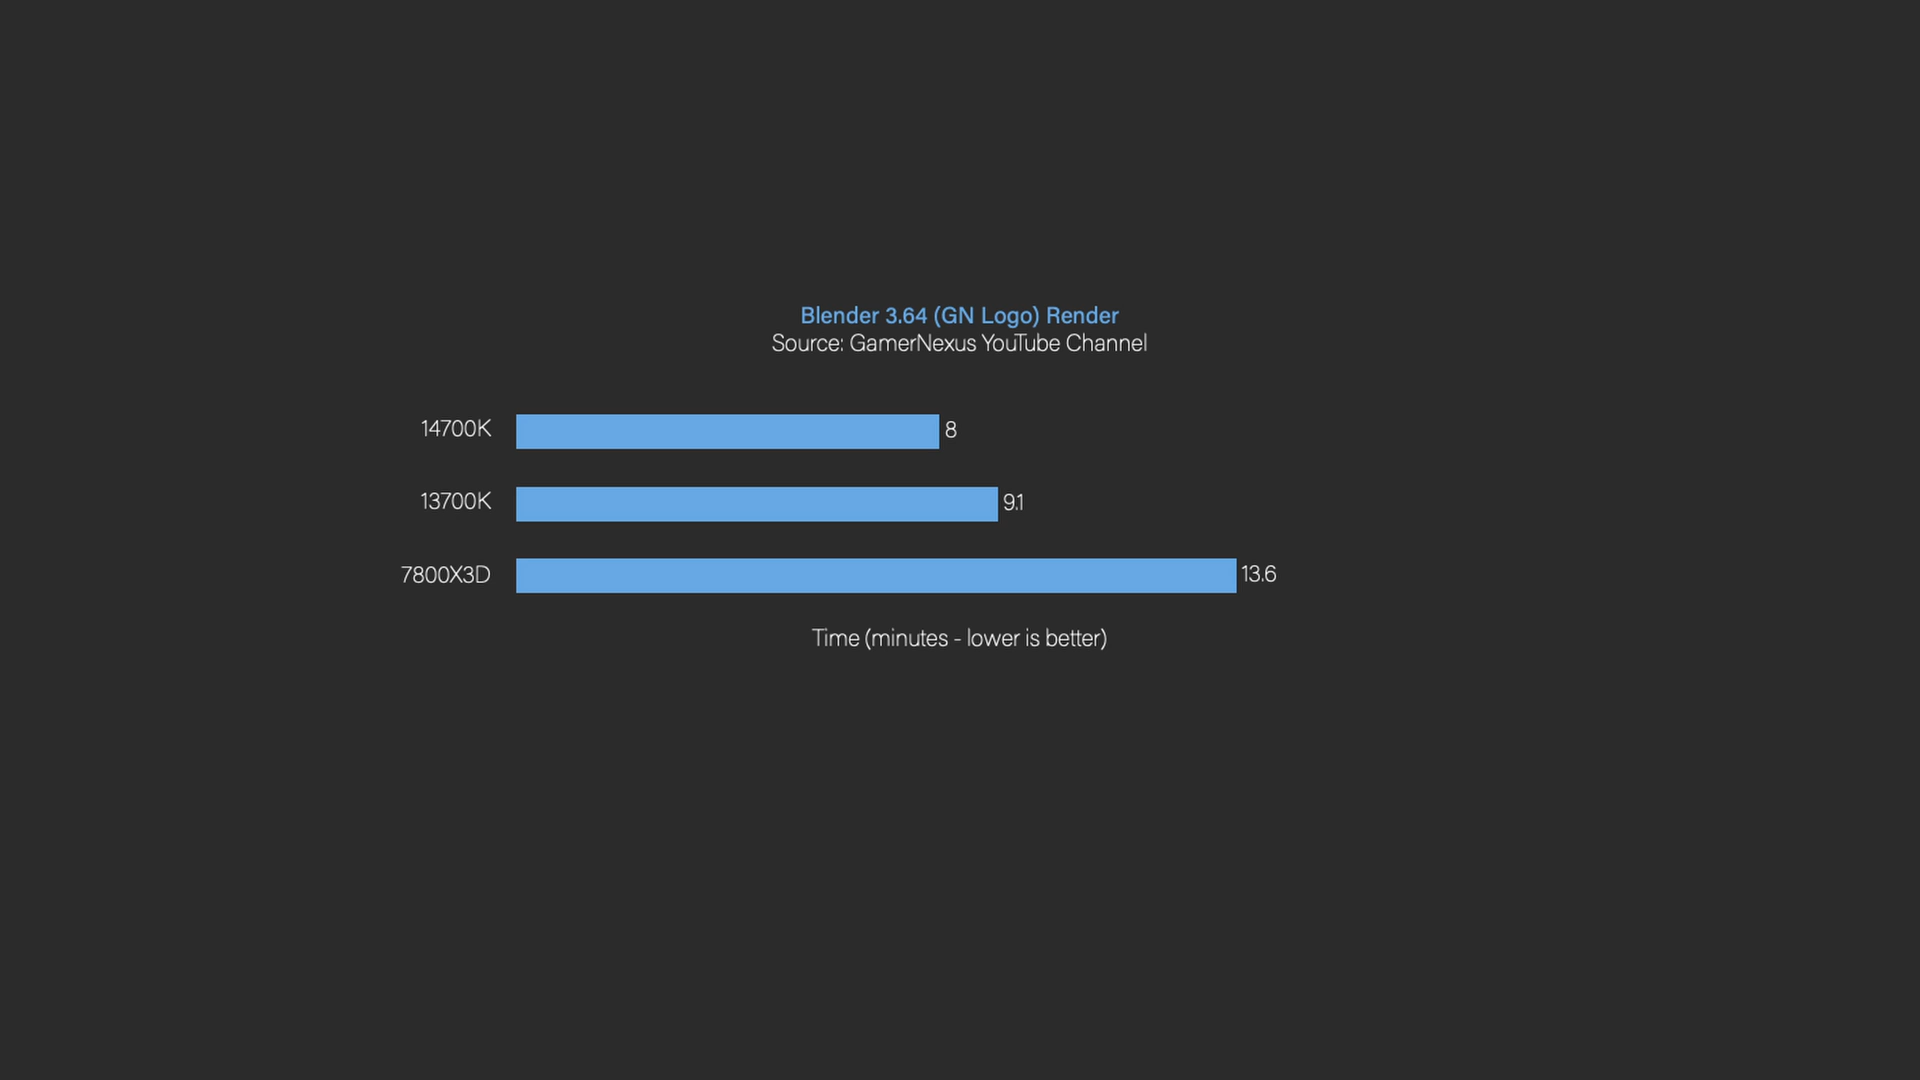 Blender 3.64 (GN Logo) Render
Source: GamerNexus YouTube Channel
14700K 8
13700K 9.1
7800X3D 13.6
Time (minutes - lower is better)